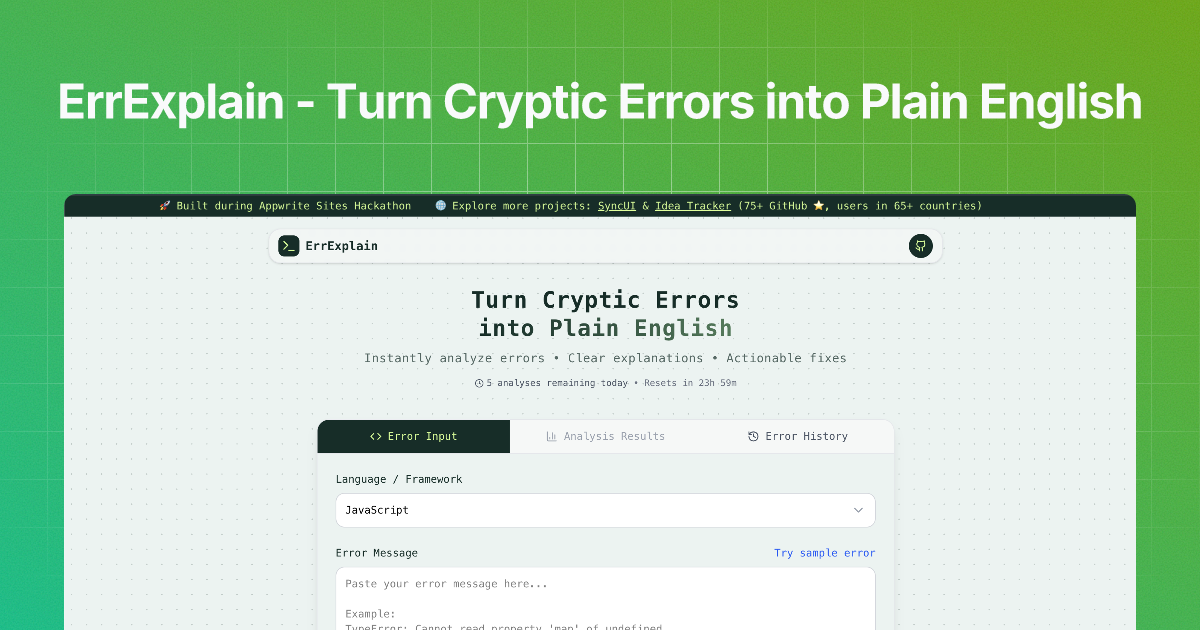 ErrExplain - Turn Cryptic Errors into Plain English
🚀 Built during Appwrite Sites Hackathon 🌐 Explore more projects: SyncUI & Idea Tracker (75+ GitHub ⭐, users in 65+ countries)
ErrExplain
Turn Cryptic Errors
into Plain English
Instantly analyze errors • Clear explanations • Actionable fixes
5 analyses remaining today • Resets in 23h 59m
Error Input Analysis Results Error History
Language / Framework
JavaScript
Error Message Try sample error
Paste your error message here...
Example:
TypeError: Cannot read property 'map' of undefined